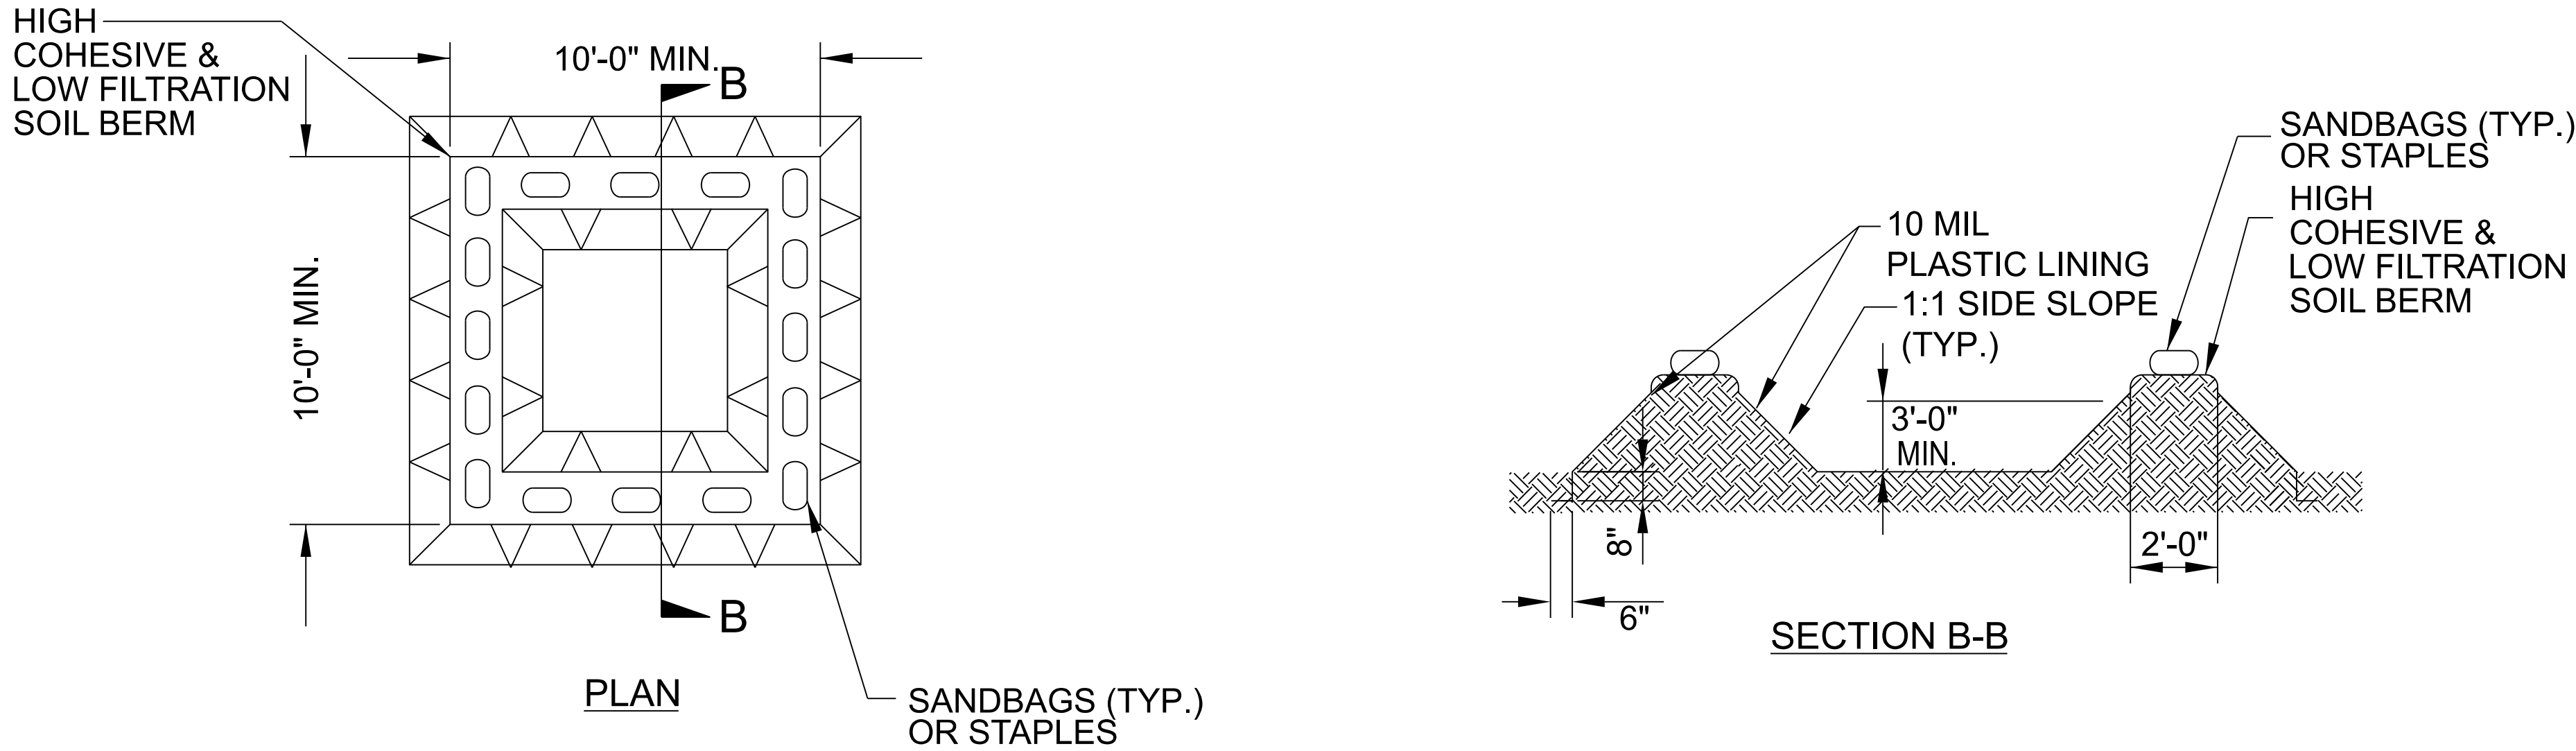 HIGH
COHESIVE &
LOW FILTRATION
SOIL BERM
10'-0" MIN.
B
10'-0" MIN.
B
PLAN
SANDBAGS (TYP.)
OR STAPLES
SANDBAGS (TYP.)
OR STAPLES
HIGH
COHESIVE &
LOW FILTRATION
SOIL BERM
10 MIL
PLASTIC LINING
1:1 SIDE SLOPE
(TYP.)
3'-0"
MIN.
8"
6"
2'-0"
SECTION B-B